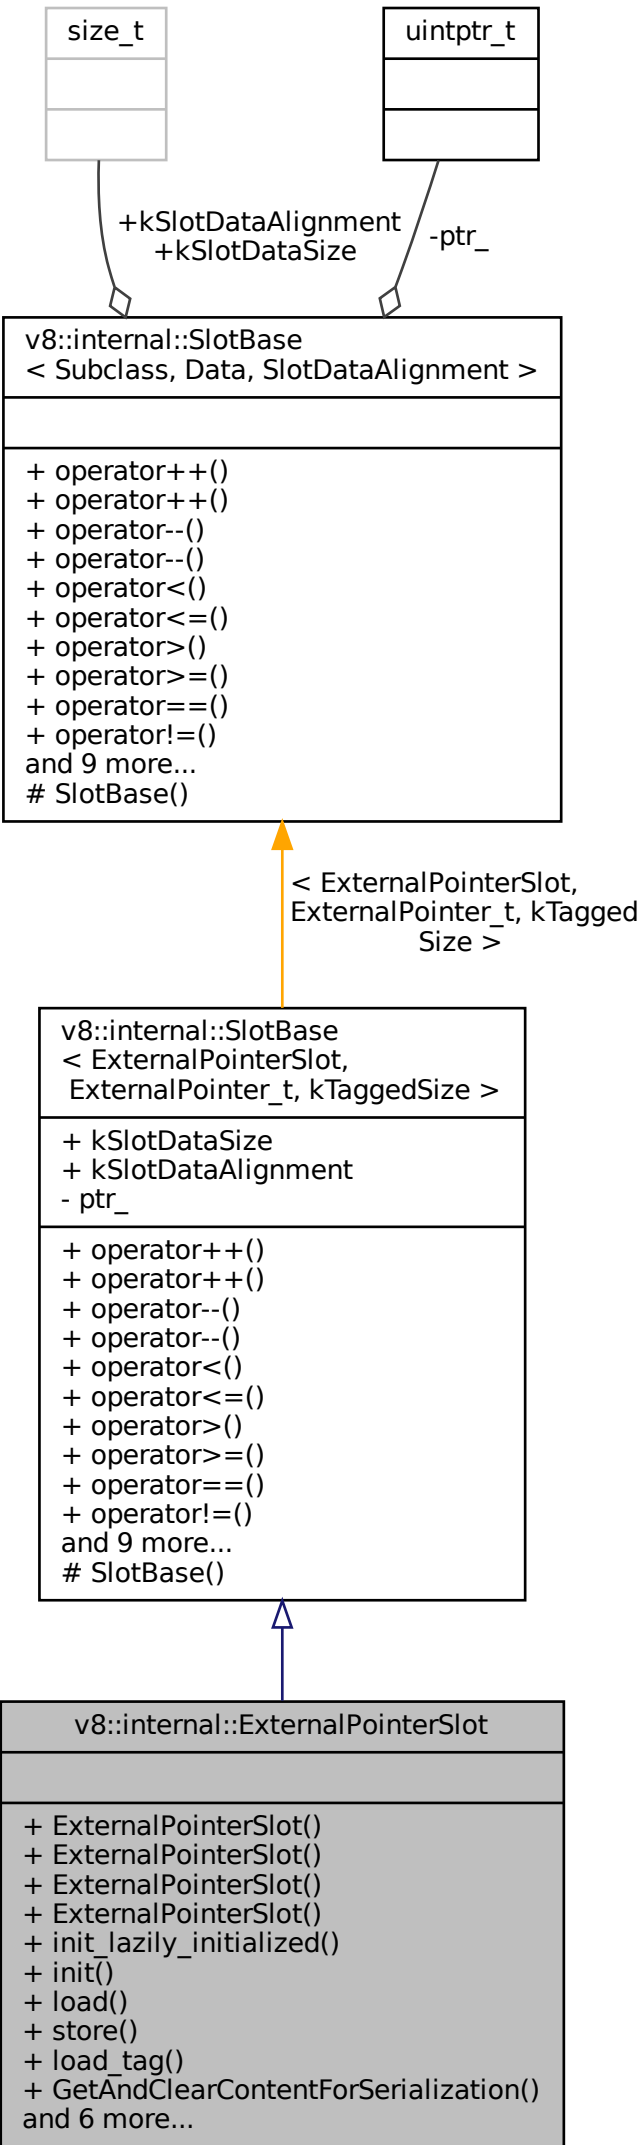 size_t
uintptr_t
+kSlotDataAlignment
+kSlotDataSize
-ptr_
v8::internal::SlotBase
< Subclass, Data, SlotDataAlignment >
+ operator++()
+ operator++()
+ operator--()
+ operator--()
+ operator<()
+ operator<=()
+ operator>()
+ operator>=()
+ operator==()
+ operator!=()
and 9 more...
# SlotBase()
< ExternalPointerSlot,
ExternalPointer_t, kTagged
Size >
v8::internal::SlotBase
< ExternalPointerSlot,
ExternalPointer_t, kTaggedSize >
+ kSlotDataSize
+ kSlotDataAlignment
- ptr_
+ operator++()
+ operator++()
+ operator--()
+ operator--()
+ operator<()
+ operator<=()
+ operator>()
+ operator>=()
+ operator==()
+ operator!=()
and 9 more...
# SlotBase()
v8::internal::ExternalPointerSlot
+ ExternalPointerSlot()
+ ExternalPointerSlot()
+ ExternalPointerSlot()
+ ExternalPointerSlot()
+ init_lazily_initialized()
+ init()
+ load()
+ store()
+ load_tag()
+ GetAndClearContentForSerialization()
and 6 more...